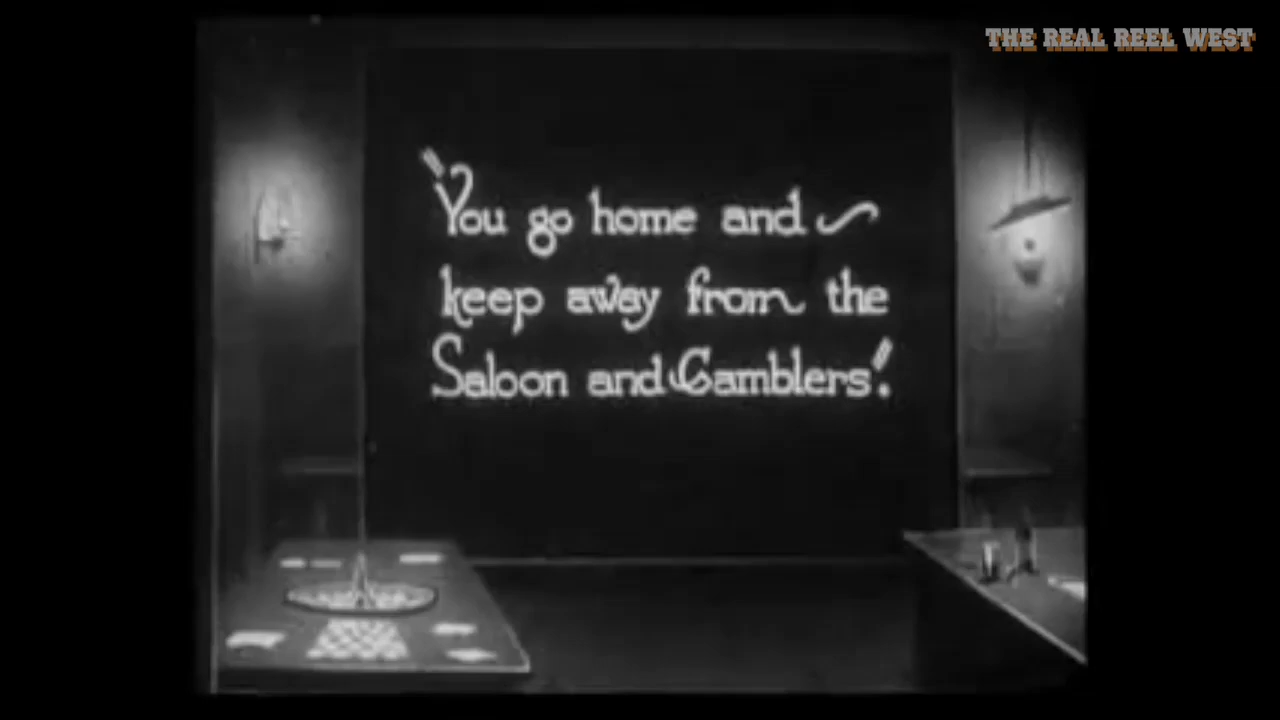 THE REAL REEL WEST
"You go home and
keep away from the
Saloon and Gamblers!"